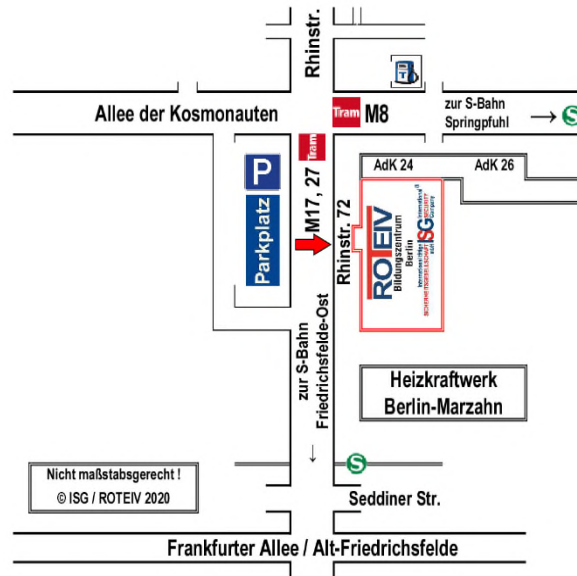 Rhinstr.
Allee der Kosmonauten
Tram M8
zur S-Bahn
Springpfuhl → S
Tram
M17, 27
P
Parkplatz
AdK 24
AdK 26
Rhinstr. 72
ROTEIV
Bildungszentrum
Berlin
ISG
zur S-Bahn
Friedrichsfelde-Ost
←
Heizkraftwerk
Berlin-Marzahn
S
Nicht maßstabsgerecht !
© ISG / ROTEIV 2020
Seddiner Str.
Frankfurter Allee / Alt-Friedrichsfelde